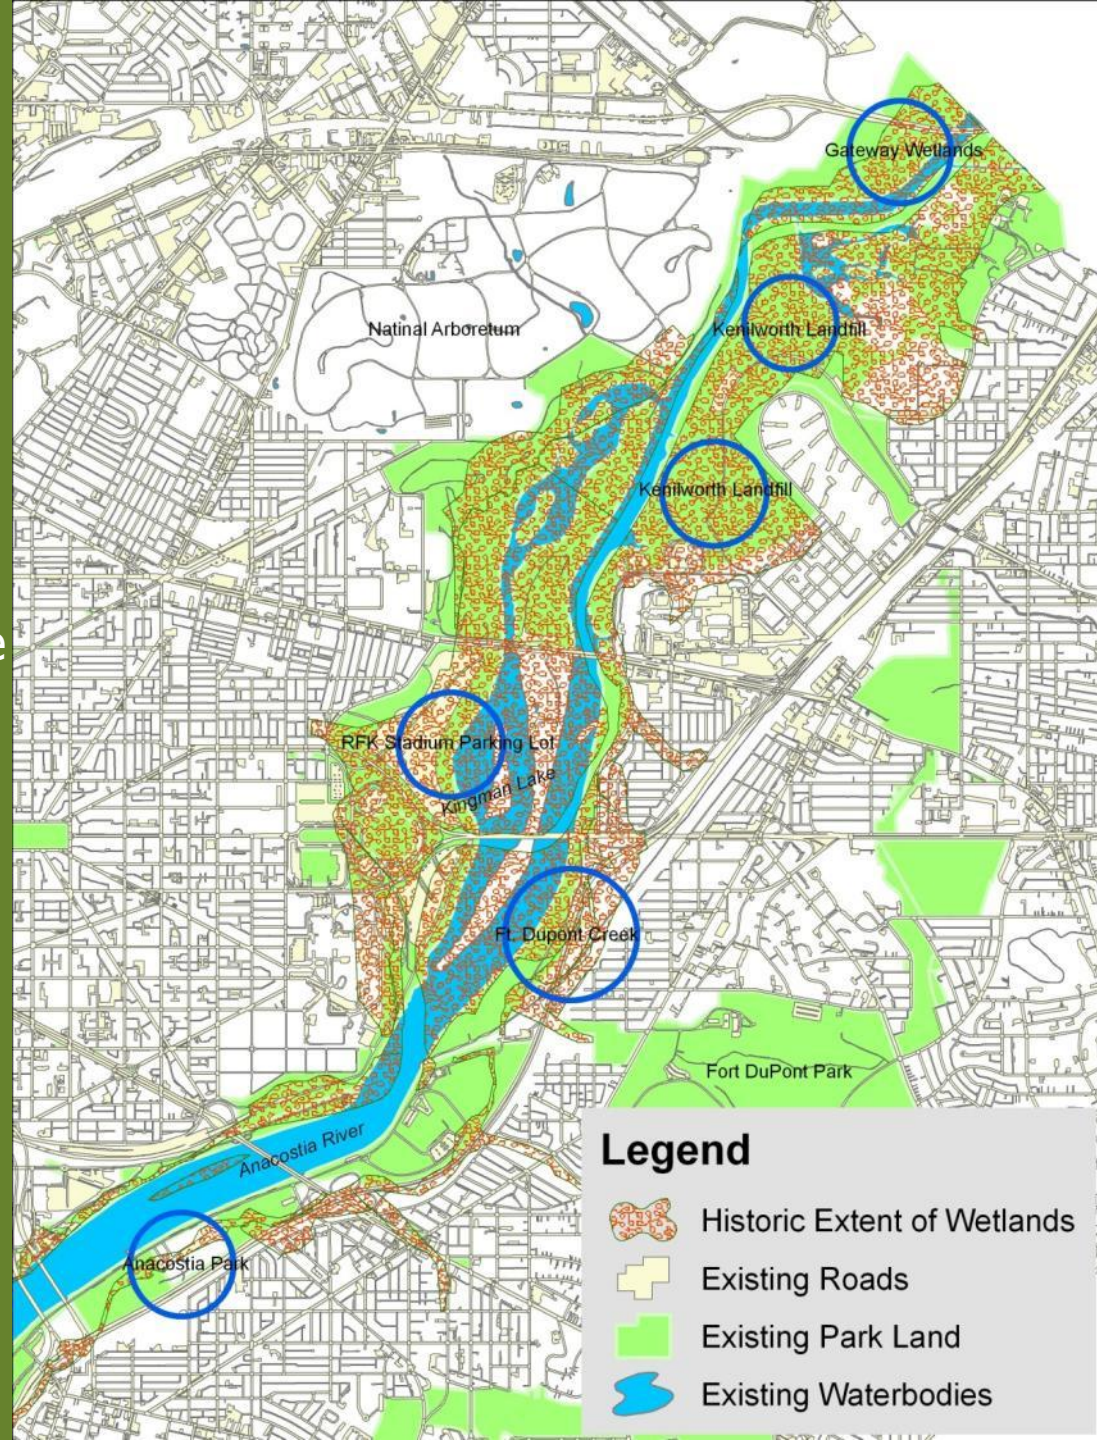 Gateway Wetlands
Natinal Arboretum
Kenilworth Landfill
Kenilworth Landfill
e
RFK Stadium Parking Lot
Kingman Lake
Ft. Dupont Creek
Fort DuPont Park
Anacostia River
Anacostia Park
Legend
Historic Extent of Wetlands
Existing Roads
Existing Park Land
Existing Waterbodies